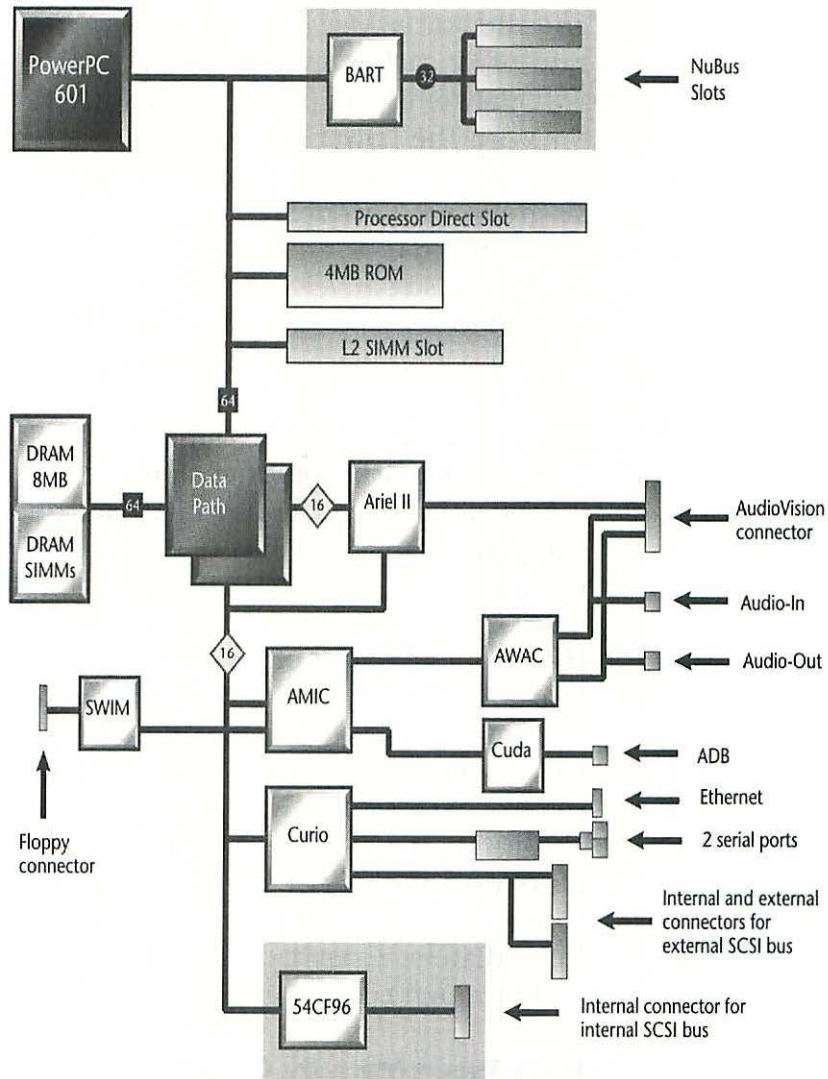 PowerPC
601
BART
32
NuBus
Slots
Processor Direct Slot
4MB ROM
L2 SIMM Slot
64
DRAM
8MB
DRAM
SIMMs
64
Data
Path
16
Ariel II
AudioVision
connector
Audio-In
Audio-Out
16
AMIC
AWAC
SWIM
Cuda
ADB
Floppy
connector
Curio
Ethernet
2 serial ports
Internal and external
connectors for
external SCSI bus
54CF96
Internal connector for
internal SCSI bus